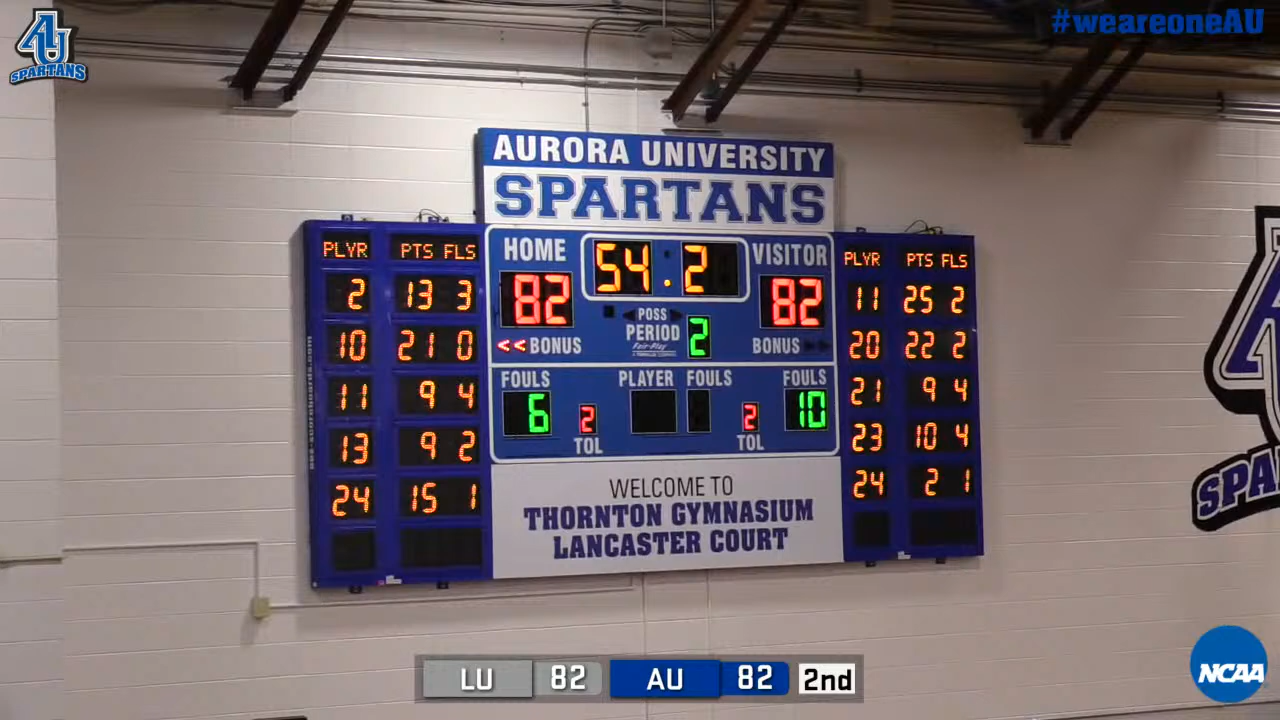 AU
SPARTANS
#weareoneAU
AURORA UNIVERSITY
SPARTANS
HOME 54.2 VISITOR
82 82
POSS
PERIOD 2
Fair-Play
<<BONUS BONUS
FOULS PLAYER FOULS FOULS
6 2 2 10
TOL TOL
PLYR PTS FLS
2 13 3
10 21 0
11 9 4
13 9 2
24 15 1
PLYR PTS FLS
11 25 2
20 22 2
21 9 4
23 10 4
24 2 1
WELCOME TO
THORNTON GYMNASIUM
LANCASTER COURT
SPA
LU 82 AU 82 2nd
NCAA